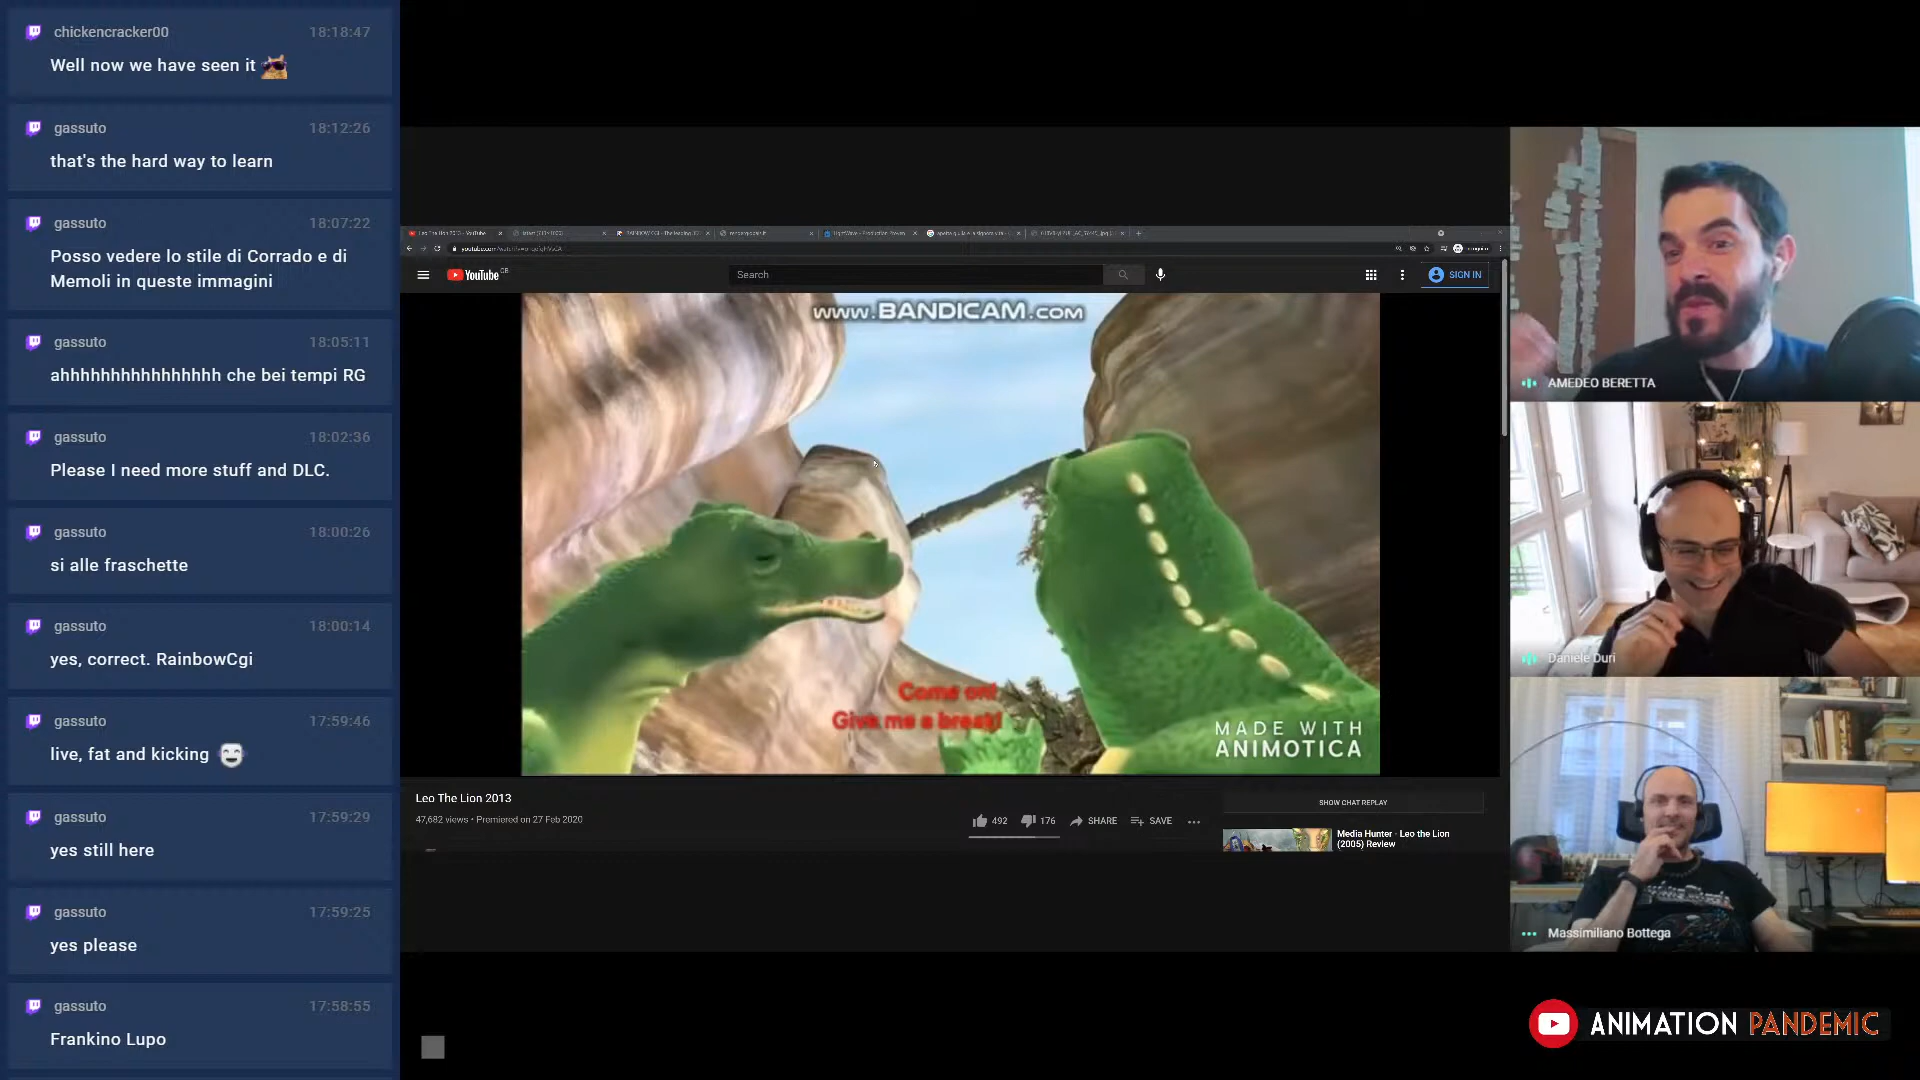 chickencracker00 18:18:47
Well now we have seen it
gassuto 18:12:26
that's the hard way to learn
gassuto 18:07:22
Posso vedere lo stile di Corrado e di
Memoli in queste immagini
gassuto 18:05:11
ahhhhhhhhhhhhhhhh che bei tempi RG
gassuto 18:02:36
Please I need more stuff and DLC.
gassuto 18:00:26
si alle fraschette
gassuto 18:00:14
yes, correct. RainbowCgi
gassuto 17:59:46
live, fat and kicking
gassuto 17:59:29
yes still here
gassuto 17:59:25
yes please
gassuto 17:58:55
Frankino Lupo
Leo The Lion 2013 - YouTube
YouTube GB
Search
SIGN IN
www.BANDICAM.com
Come on!
Give me a break!
MADE WITH
ANIMOTICA
Leo The Lion 2013
47,682 views • Premiered on 27 Feb 2020
492 176 SHARE SAVE
SHOW CHAT REPLAY
Media Hunter - Leo the Lion
(2005) Review
AMEDEO BERETTA
Daniele Duri
Massimiliano Bottega
ANIMATION PANDEMIC